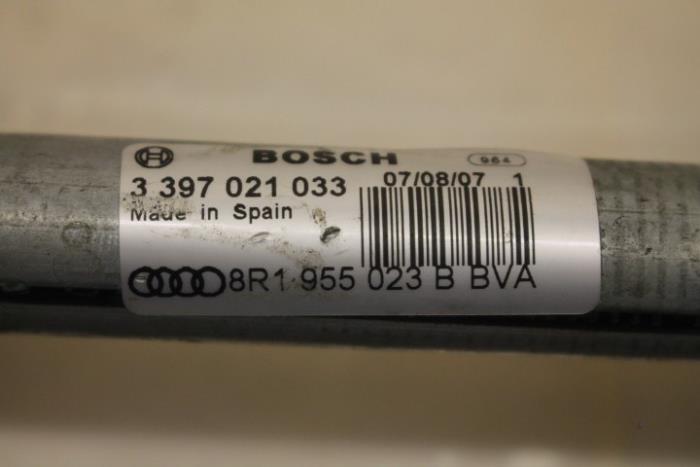 BOSCH 964
3 397 021 033 07/08/07 1
Made in Spain
8R1 955 023 B BVA